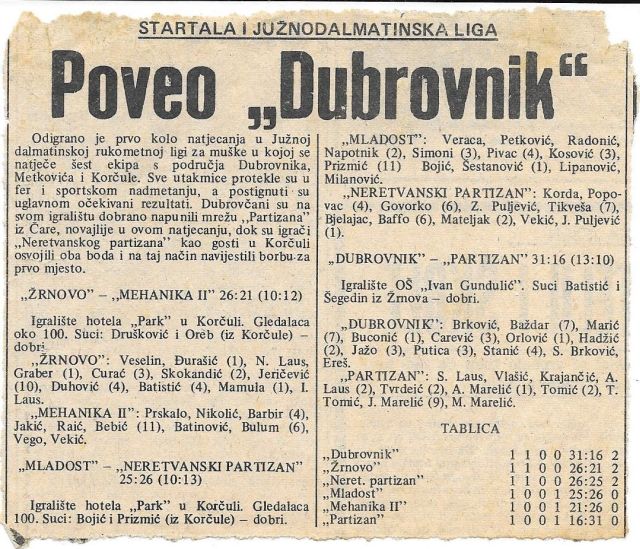 STARTALA I JUŽNODALMATINSKA LIGA
Poveo „Dubrovnik“
Odigrano je prvo kolo natjecanja u Južnoj
dalmatinskoj rukometnoj ligi za muške u kojoj se
natječe šest ekipa s područja Dubrovnika,
Metkovića i Korčule. Sve utakmice protekle su u
fer i sportskom nadmetanju, a postignuti su
uglavnom očekivani rezultati. Dubrovčani su na
svom igralištu dobrano napunili mrežu „Partizana”
iz Čare, novajlije u ovom natjecanju, dok su igrači
„Neretvanskog partizana” kao gosti u Korčuli
osvojili oba boda i na taj način navijestili borbu za
prvo mjesto.
„ŽRNOVO” – „MEHANIKA II” 26:21 (10:12)
Igralište hotela „Park” u Korčuli. Gledalaca
oko 100. Suci: Drušković i Oreb (iz Korčule) –
dobri.
„ŽRNOVO”: Veselin, Đurašić (1), N. Laus,
Graber (1), Curać (3), Skokandić (2), Jeričević
(10), Duhović (4), Batistić (4), Mamula (1), I.
Laus.
„MEHANIKA II”: Prskalo, Nikolić, Barbir (4),
Jakić, Raić, Bebić (11), Batinović, Bulum (6),
Vego, Vekić.
„MLADOST” – „NERETVANSKI PARTIZAN”
25:26 (10:13)
Igralište hotela „Park” u Korčuli. Gledalaca
100. Suci: Bojić i Prizmić (iz Korčule) – dobri.
„MLADOST”: Veraca, Petković, Radonić,
Napotnik (2), Simoni (3), Pivac (4), Kosović (3),
Prizmić (11) Bojić, Šestanović (1), Lipanović,
Milanović.
„NERETVANSKI PARTIZAN”: Korda, Popo-
vac (4), Govorko (6), Z. Puljević, Tikveša (7),
Bjelajac, Baffo (6), Mateljak (2), Vekić, J. Puljević
(1).
„DUBROVNIK” – „PARTIZAN” 31:16 (13:10)
Igralište OŠ „Ivan Gundulić”. Suci Batistić i
Šegedin iz Žrnova – dobri.
„DUBROVNIK”: Brković, Baždar (7), Marić
(7), Buconić (1), Carević (3), Orlović (1), Hadžić
(2), Jažo (3), Putica (3), Stanić (4), S. Brković,
Ereš.
„PARTIZAN”: S. Laus, Vlašić, Krajančić, A.
Laus (2), Tvrdeić (2), A. Marelić (1), Tomić (2), T.
Tomić, J. Marelić (9), M. Marelić.
TABLICA
„Dubrovnik” 1 1 0 0 31:16 2
„Žrnovo” 1 1 0 0 26:21 2
„Neret. partizan” 1 1 0 0 26:25 2
„Mladost” 1 0 0 1 25:26 0
„Mehanika II” 1 0 0 1 21:26 0
„Partizan” 1 0 0 1 16:31 0